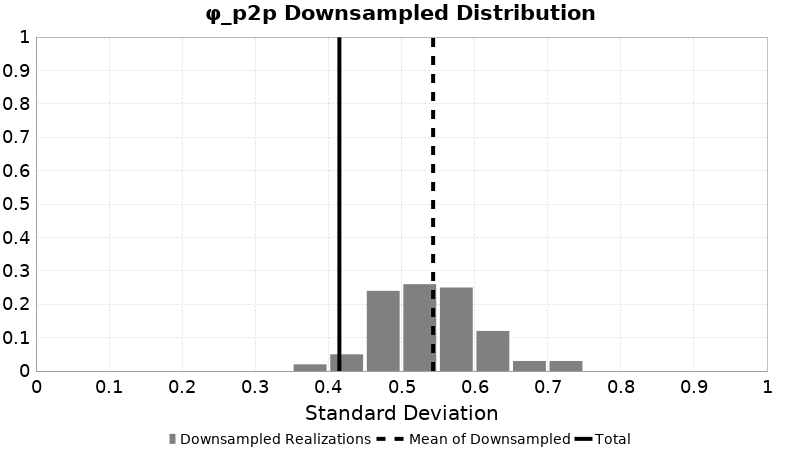 φ_p2p Downsampled Distribution
1
0.9
0.8
0.7
0.6
0.5
0.4
0.3
0.2
0.1
0
0 0.1 0.2 0.3 0.4 0.5 0.6 0.7 0.8 0.9 1
Standard Deviation
Downsampled Realizations Mean of Downsampled Total